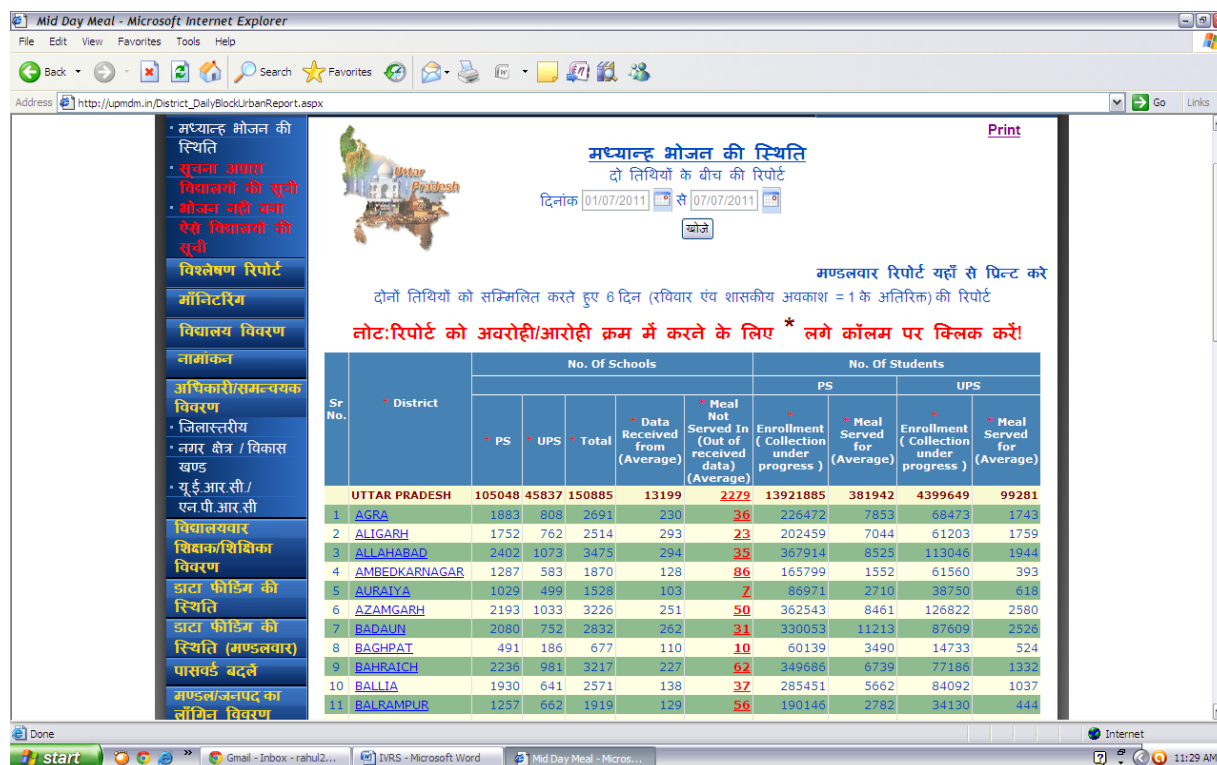 Mid Day Meal - Microsoft Internet Explorer
File Edit View Favorites Tools Help
Back Search Favorites
Address http://upmdm.in/District_DailyBlockUrbanReport.aspx Go Links
मध्यान्ह भोजन की
स्थिति
सूचना अप्राप्त
विद्यालयों की सूची
भोजन नहीं बना
ऐसे विद्यालयों की
सूची
विश्लेषण रिपोर्ट
मॉनिटरिंग
विद्यालय विवरण
नामांकन
अधिकारी/समन्वयक
विवरण
जिलास्तरीय
नगर क्षेत्र / विकास
खण्ड
यू.ई.आर.सी./
एन.पी.आर.सी
विद्यालयवार
शिक्षक/शिक्षिका
विवरण
डाटा फीडिंग की
स्थिति
डाटा फीडिंग की
स्थिति (मण्डलवार)
पासवर्ड बदलें
मण्डल/जनपद का
लॉगिन विवरण
Uttar
Pradesh
Print
मध्यान्ह भोजन की स्थिति
दो तिथियों के बीच की रिपोर्ट
दिनांक 01/07/2011 से 07/07/2011
खोजे
मण्डलवार रिपोर्ट यहाँ से प्रिन्ट करे
दोनों तिथियों को सम्मिलित करते हुए 6 दिन (रविवार एंव शासकीय अवकाश = 1 के अतिरिक्त) की रिपोर्ट
नोट:रिपोर्ट को अवरोही/आरोही क्रम में करने के लिए * लगे कॉलम पर क्लिक करें!
Sr No. * District No. Of Schools No. Of Students
PS UPS
* PS * UPS * Total * Data Received from (Average) * Meal Not Served In (Out of received data) (Average) * Enrollment ( Collection under progress ) * Meal Served for (Average) * Enrollment ( Collection under progress ) * Meal Served for (Average)
UTTAR PRADESH 105048 45837 150885 13199 2279 13921885 381942 4399649 99281
1 AGRA 1883 808 2691 230 36 226472 7853 68473 1743
2 ALIGARH 1752 762 2514 293 23 202459 7044 61203 1759
3 ALLAHABAD 2402 1073 3475 294 35 367914 8525 113046 1944
4 AMBEDKARNAGAR 1287 583 1870 128 86 165799 1552 61560 393
5 AURAIYA 1029 499 1528 103 7 86971 2710 38750 618
6 AZAMGARH 2193 1033 3226 251 50 362543 8461 126822 2580
7 BADAUN 2080 752 2832 262 31 330053 11213 87609 2526
8 BAGHPAT 491 186 677 110 10 60139 3490 14733 524
9 BAHRAICH 2236 981 3217 227 62 349686 6739 77186 1332
10 BALLIA 1930 641 2571 138 37 285451 5662 84092 1037
11 BALRAMPUR 1257 662 1919 129 56 190146 2782 34130 444
Done Internet
start Gmail - Inbox - rahul2... IVRS - Microsoft Word Mid Day Meal - Micros... 11:29 AM